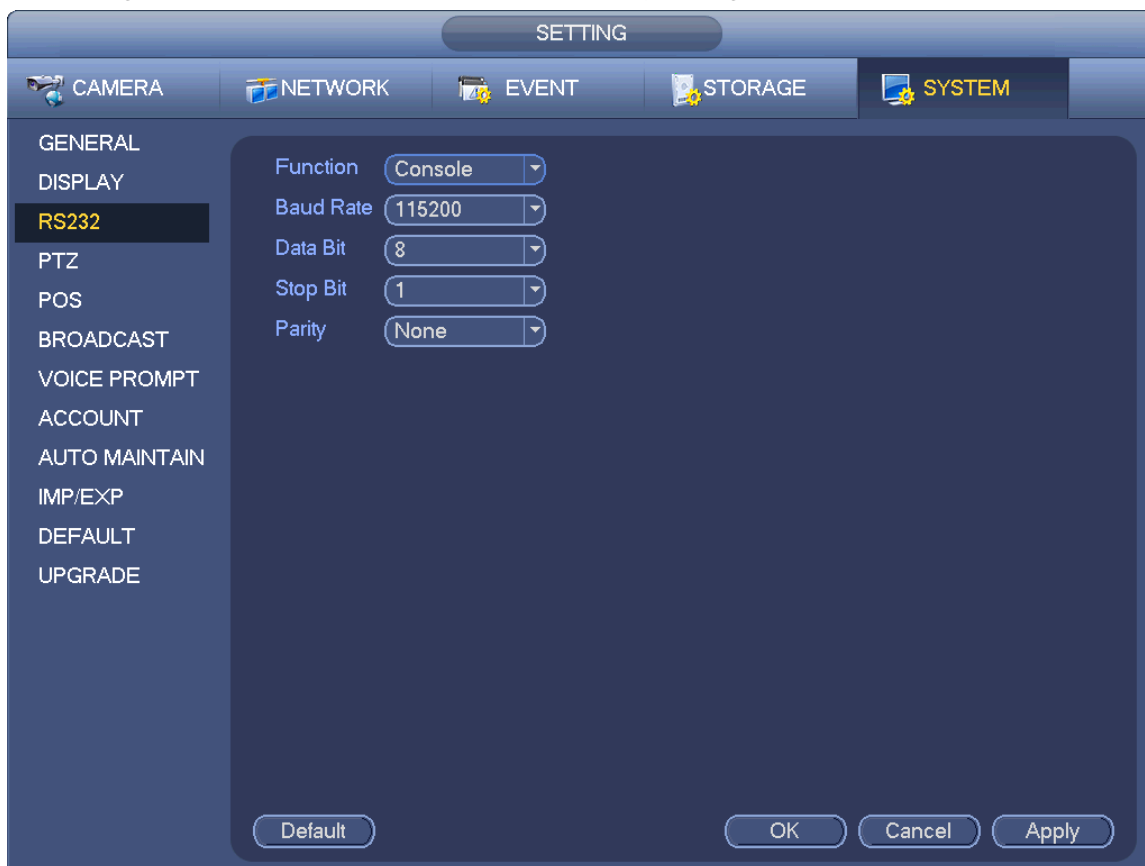 SETTING
CAMERA NETWORK EVENT STORAGE SYSTEM
GENERAL
DISPLAY
RS232
PTZ
POS
BROADCAST
VOICE PROMPT
ACCOUNT
AUTO MAINTAIN
IMP/EXP
DEFAULT
UPGRADE
Function Console
Baud Rate 115200
Data Bit 8
Stop Bit 1
Parity None
Default OK Cancel Apply